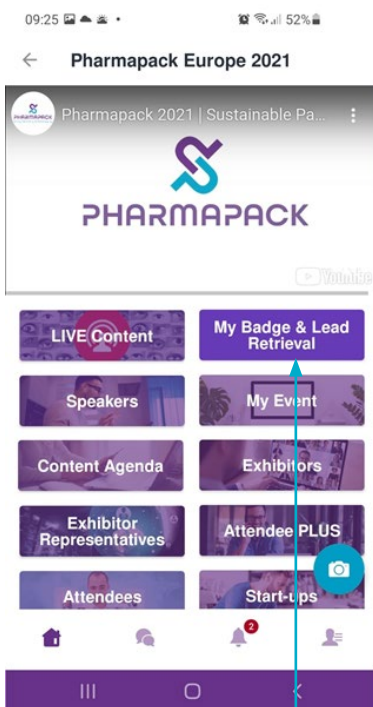 09:25
52%
Pharmapack Europe 2021
PHARMAPACK
Pharmapack 2021 | Sustainable Pa...
PHARMAPACK
YouTube
LIVE Content
My Badge & Lead
Retrieval
Speakers
My Event
Content Agenda
Exhibitors
Exhibitor
Representatives
Attendee PLUS
Attendees
Start-ups
2